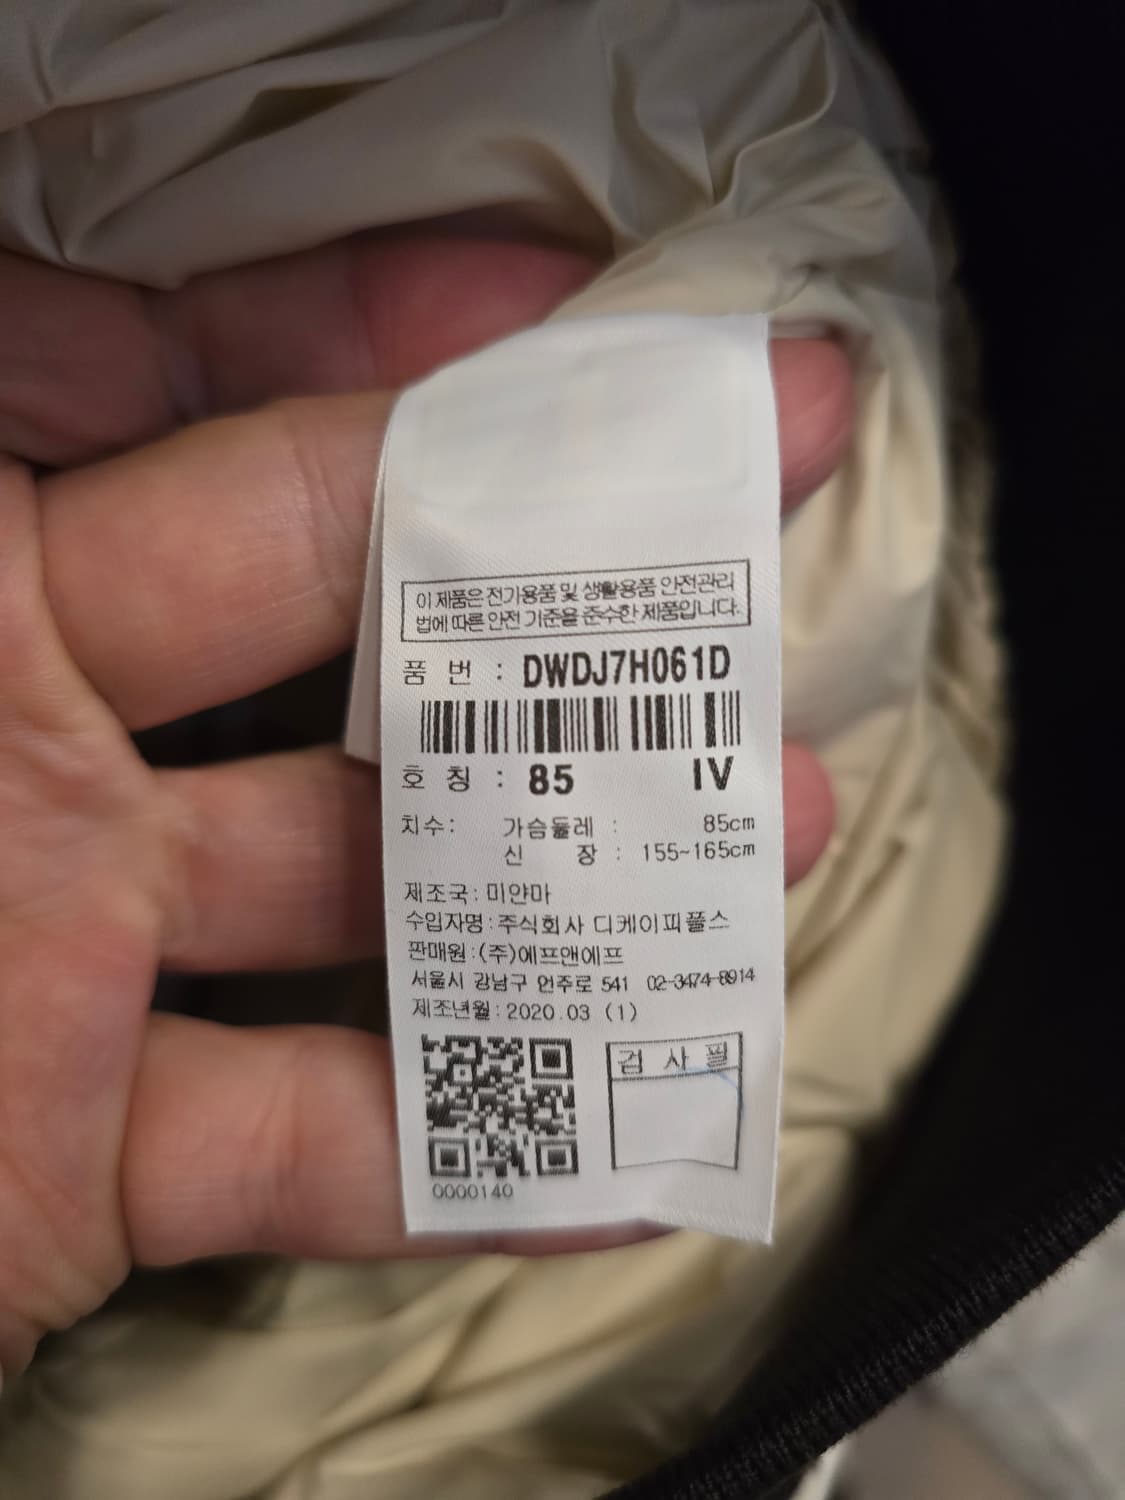 이 제품은 전기용품 및 생활용품 안전관리
법에 따른 안전 기준을 준수한 제품입니다.
품 번 : DWDJ7H061D
호 칭 : 85 IV
치수: 가슴둘레 : 85cm
신 장 : 155~165cm
제조국: 미얀마
수입자명: 주식회사 디케이피플스
판매원: (주)에프앤에프
서울시 강남구 언주로 541 02-3474-8914
제조년월: 2020.03 (1)
검 사 필
0000140